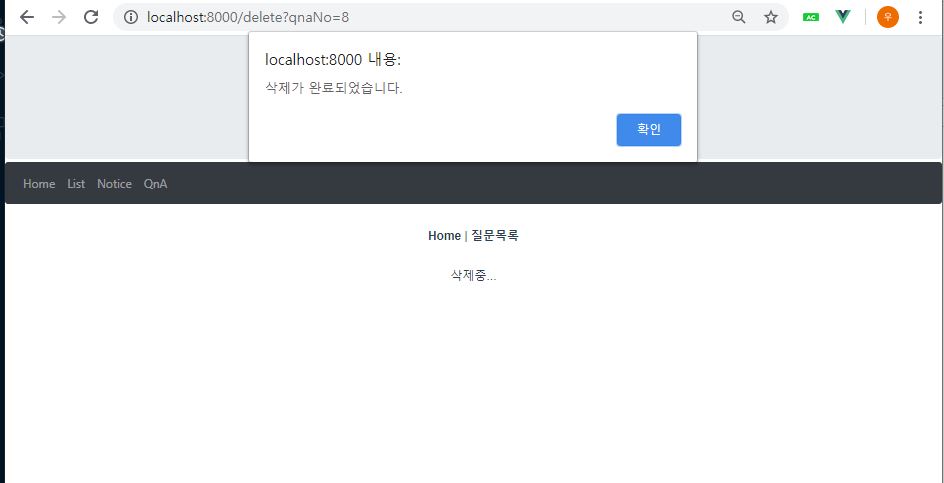 localhost:8000/delete?qnaNo=8
AC
우
localhost:8000 내용:
삭제가 완료되었습니다.
확인
Home List Notice QnA
Home | 질문목록
삭제중...